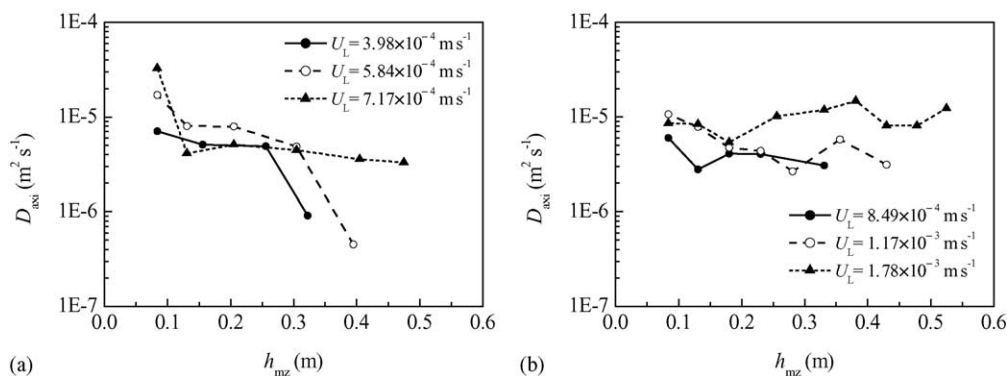 1E-4
1E-5
1E-6
1E-7
D_axi (m² s⁻¹)
U_L = 3.98×10⁻⁴ m s⁻¹
U_L = 5.84×10⁻⁴ m s⁻¹
U_L = 7.17×10⁻⁴ m s⁻¹
0.0 0.1 0.2 0.3 0.4 0.5 0.6
(a) h_mz (m)
1E-4
1E-5
1E-6
1E-7
D_axi (m² s⁻¹)
U_L = 8.49×10⁻⁴ m s⁻¹
U_L = 1.17×10⁻³ m s⁻¹
U_L = 1.78×10⁻³ m s⁻¹
0.0 0.1 0.2 0.3 0.4 0.5 0.6
(b) h_mz (m)